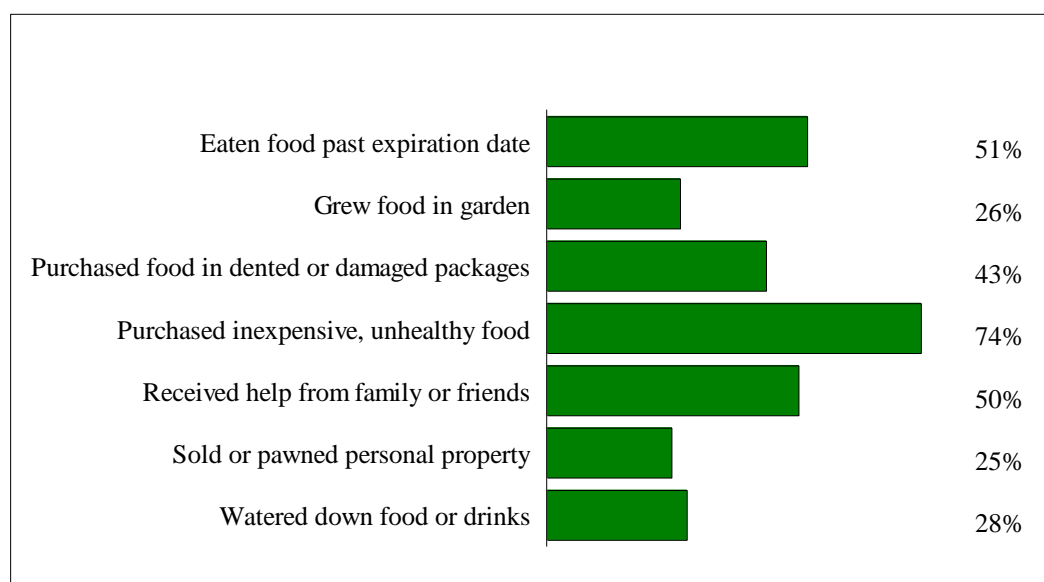 Eaten food past expiration date 51%
Grew food in garden 26%
Purchased food in dented or damaged packages 43%
Purchased inexpensive, unhealthy food 74%
Received help from family or friends 50%
Sold or pawned personal property 25%
Watered down food or drinks 28%